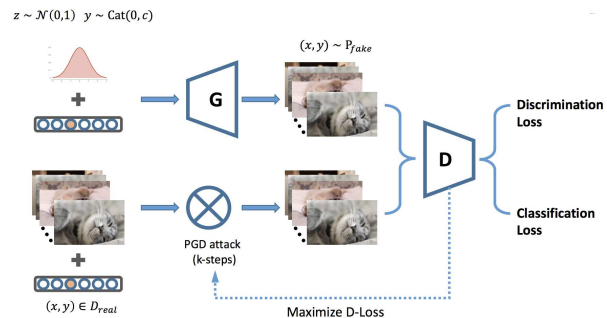 z ~ 𝒩(0,1) y ~ Cat(0, c)
(x, y) ~ P_fake
G
Discrimination
Loss
D
Classification
Loss
PGD attack
(k-steps)
(x, y) ∈ D_real
Maximize D-Loss